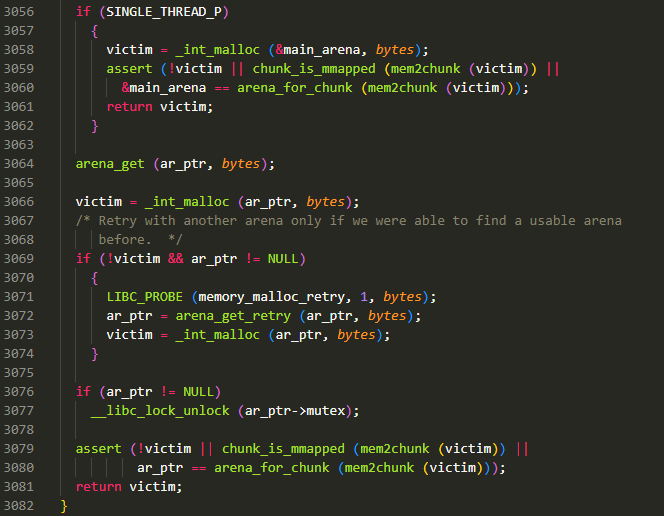 3056 if (SINGLE_THREAD_P)
3057 {
3058 victim = _int_malloc (&main_arena, bytes);
3059 assert (!victim || chunk_is_mmapped (mem2chunk (victim)) ||
3060 &main_arena == arena_for_chunk (mem2chunk (victim)));
3061 return victim;
3062 }
3063
3064 arena_get (ar_ptr, bytes);
3065
3066 victim = _int_malloc (ar_ptr, bytes);
3067 /* Retry with another arena only if we were able to find a usable arena
3068 before.  */
3069 if (!victim && ar_ptr != NULL)
3070 {
3071 LIBC_PROBE (memory_malloc_retry, 1, bytes);
3072 ar_ptr = arena_get_retry (ar_ptr, bytes);
3073 victim = _int_malloc (ar_ptr, bytes);
3074 }
3075
3076 if (ar_ptr != NULL)
3077 __libc_lock_unlock (ar_ptr->mutex);
3078
3079 assert (!victim || chunk_is_mmapped (mem2chunk (victim)) ||
3080 ar_ptr == arena_for_chunk (mem2chunk (victim)));
3081 return victim;
3082 }